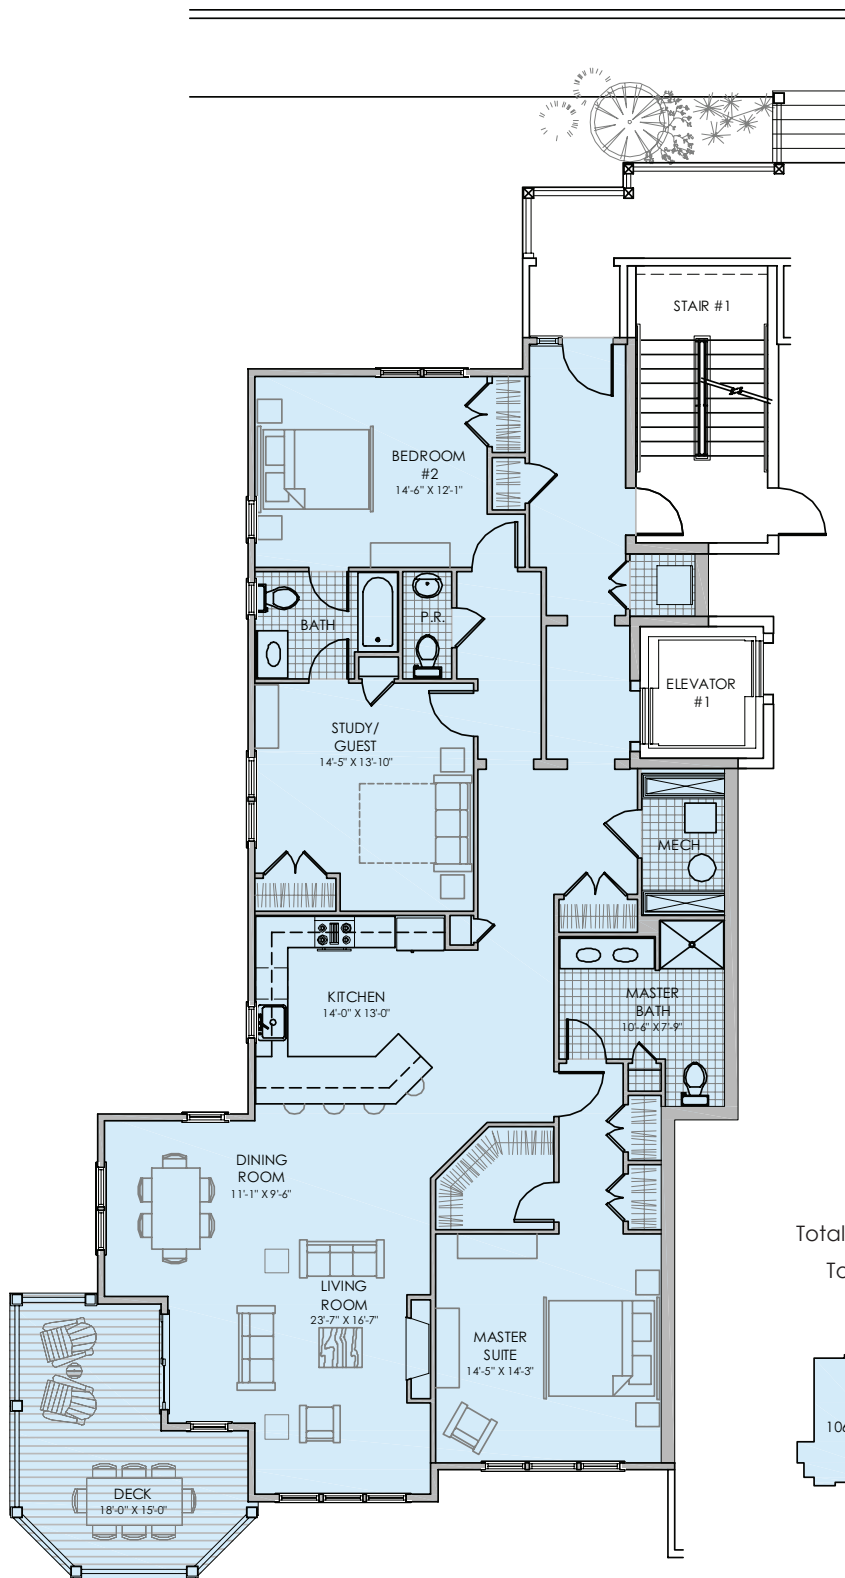 STAIR #1
BEDROOM
#2
14'-6" X 12'-1"
BATH
P.R.
ELEVATOR
#1
STUDY/
GUEST
14'-5" X 13'-10"
MECH
KITCHEN
14'-0" X 13'-0"
MASTER
BATH
10'-6" X 7'-9"
DINING
ROOM
11'-1" X 9'-6"
LIVING
ROOM
23'-7" X 16'-7"
MASTER
SUITE
14'-5" X 14'-3"
DECK
18'-0" X 15'-0"
Total
To
106